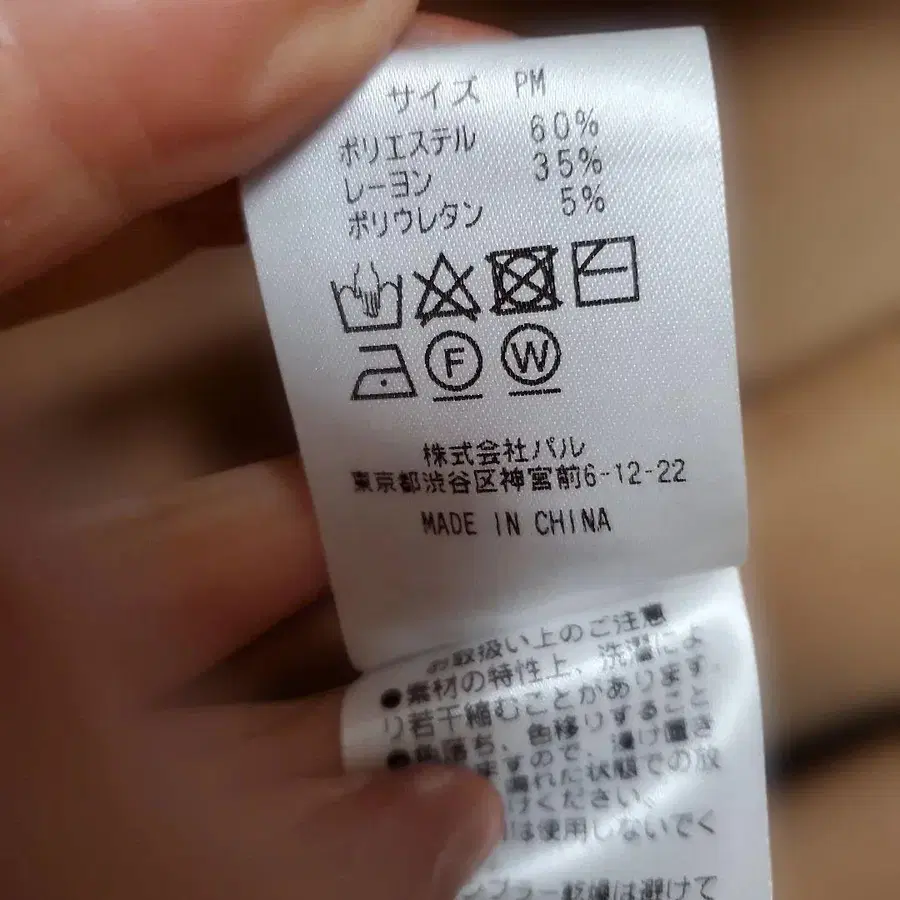 サイズ PM
ポリエステル 60%
レーヨン 35%
ポリウレタン 5%
F W
株式会社パル
東京都渋谷区神宮前6-12-22
MADE IN CHINA
お取扱い上のご注意
●素材の特性上、洗濯によ
り若干縮むことがあります。
●色落ち、色移りすること
ますので、漬け置き
濡れた状態での放
けください。
は使用しないでく
ンブラー乾燥は避けて